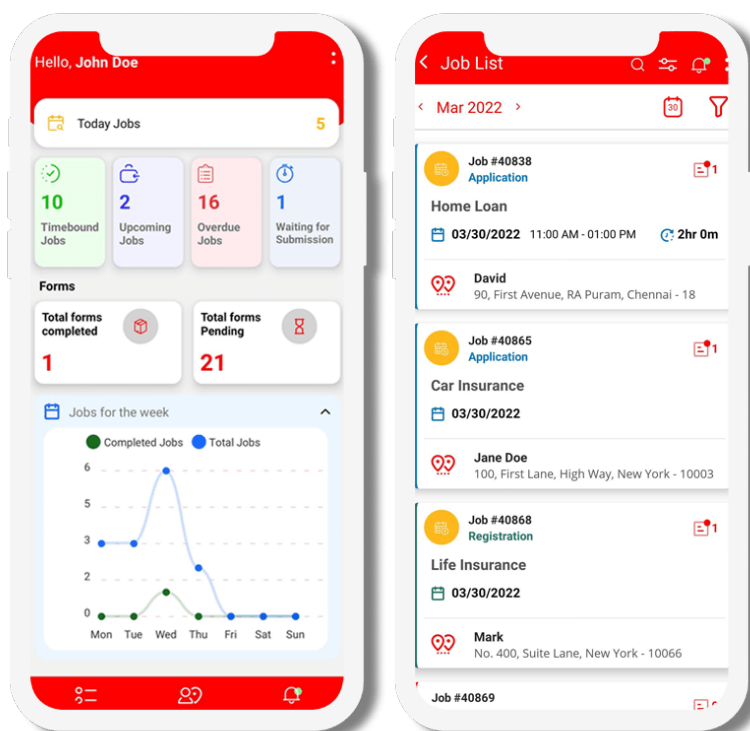 Hello, John Doe
Today Jobs 5
10
Timebound
Jobs
2
Upcoming
Jobs
16
Overdue
Jobs
1
Waiting for
Submission
Forms
Total forms
completed
1
Total forms
Pending
21
Jobs for the week
Completed Jobs Total Jobs
6
5
3
2
0
Mon Tue Wed Thu Fri Sat Sun
Job List
Mar 2022
30
Job #40838
Application
1
Home Loan
03/30/2022 11:00 AM - 01:00 PM 2hr 0m
David
90, First Avenue, RA Puram, Chennai - 18
Job #40865
Application
1
Car Insurance
03/30/2022
Jane Doe
100, First Lane, High Way, New York - 10003
Job #40868
Registration
1
Life Insurance
03/30/2022
Mark
No. 400, Suite Lane, New York - 10066
Job #40869